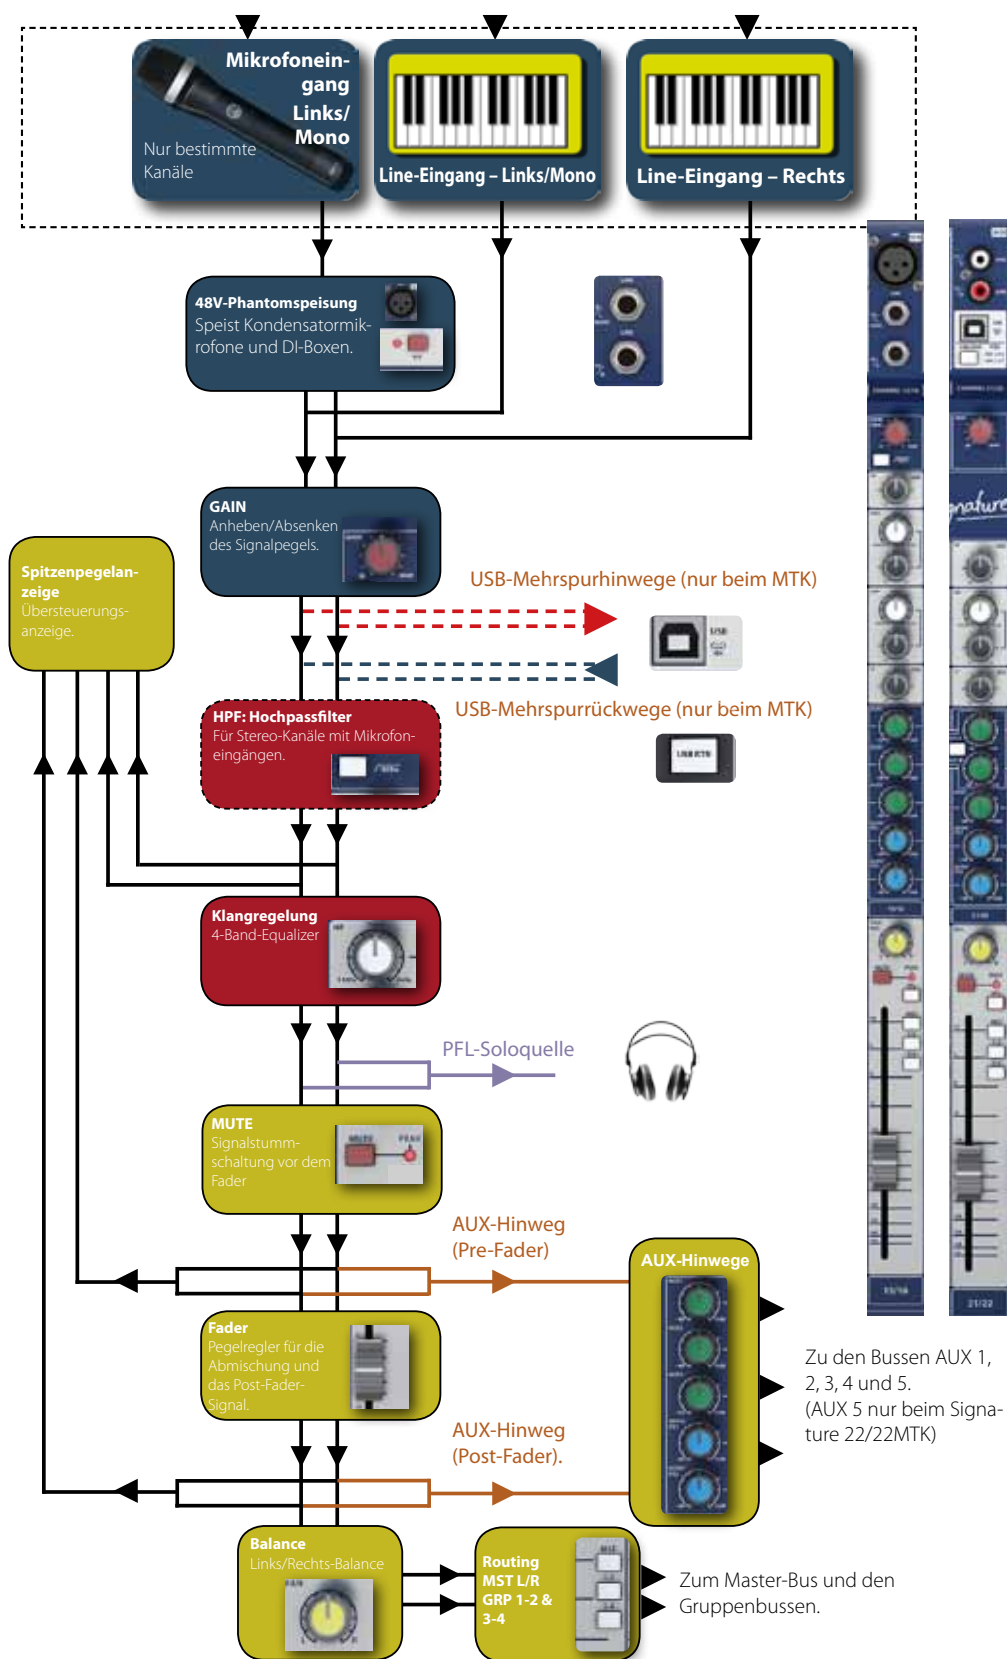 Mikrofonein-
gang
Links/
Mono
Nur bestimmte
Kanäle
Line-Eingang – Links/Mono
Line-Eingang – Rechts
48V-Phantomspeisung
Speist Kondensatormik-
rofone und DI-Boxen.
GAIN
Anheben/Absenken
des Signalpegels.
Spitzenpegelan-
zeige
Übersteuerungs-
anzeige.
USB-Mehrspurhinwege (nur beim MTK)
USB
USB-Mehrspurrückwege (nur beim MTK)
USB RTN
HPF: Hochpassfilter
Für Stereo-Kanäle mit Mikrofon-
eingängen.
Klangregelung
4-Band-Equalizer
PFL-Soloquelle
MUTE
Signalstumm-
schaltung vor dem
Fader
MUTE
PEAK
AUX-Hinweg
(Pre-Fader)
AUX-Hinwege
Fader
Pegelregler für die
Abmischung und
das Post-Fader-
Signal.
AUX-Hinweg
(Post-Fader).
Zu den Bussen AUX 1,
2, 3, 4 und 5.
(AUX 5 nur beim Signa-
ture 22/22MTK)
Balance
Links/Rechts-Balance
L
R
Routing
MST L/R
GRP 1-2 &
3-4
Zum Master-Bus und den
Gruppenbussen.
21/22